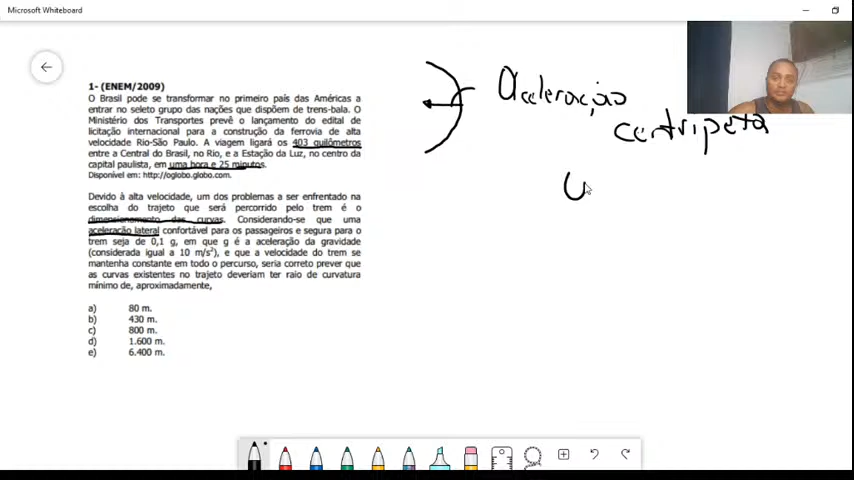 Microsoft Whiteboard
1- (ENEM/2009)
O Brasil pode se transformar no primeiro país das Américas a
entrar no seleto grupo das nações que dispõem de trens-bala. O
Ministério dos Transportes prevê o lançamento do edital de
licitação internacional para a construção da ferrovia de alta
velocidade Rio-São Paulo. A viagem ligará os 403 quilômetros
entre a Central do Brasil, no Rio, e a Estação da Luz, no centro da
capital paulista, em uma hora e 25 minutos.
Disponível em: http://oglobo.globo.com.
Devido à alta velocidade, um dos problemas a ser enfrentado na
escolha do trajeto que será percorrido pelo trem é o
dimensionamento das curvas. Considerando-se que uma
aceleração lateral confortável para os passageiros e segura para o
trem seja de 0,1 g, em que g é a aceleração da gravidade
(considerada igual a 10 m/s²), e que a velocidade do trem se
mantenha constante em todo o percurso, seria correto prever que
as curvas existentes no trajeto deveriam ter raio de curvatura
mínimo de, aproximadamente,
a) 80 m.
b) 430 m.
c) 800 m.
d) 1.600 m.
e) 6.400 m.
Aceleração
centripeta